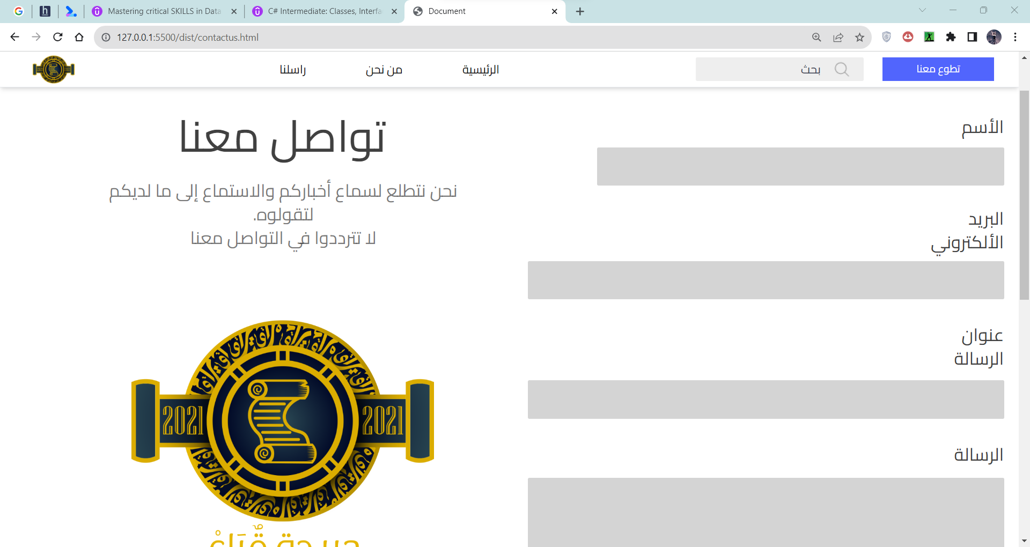 Mastering critical SKILLS in Data
C# Intermediate: Classes, Interfa
Document
127.0.0.1:5500/dist/contactus.html
تطوع معنا
بحث
الرئيسية
من نحن
راسلنا
تواصل معنا
نحن نتطلع لسماع أخباركم والاستماع إلى ما لديكم
لتقولوه.
لا تترددوا في التواصل معنا
2021
2021
الأسم
البريد
الألكتروني
عنوان
الرسالة
الرسالة